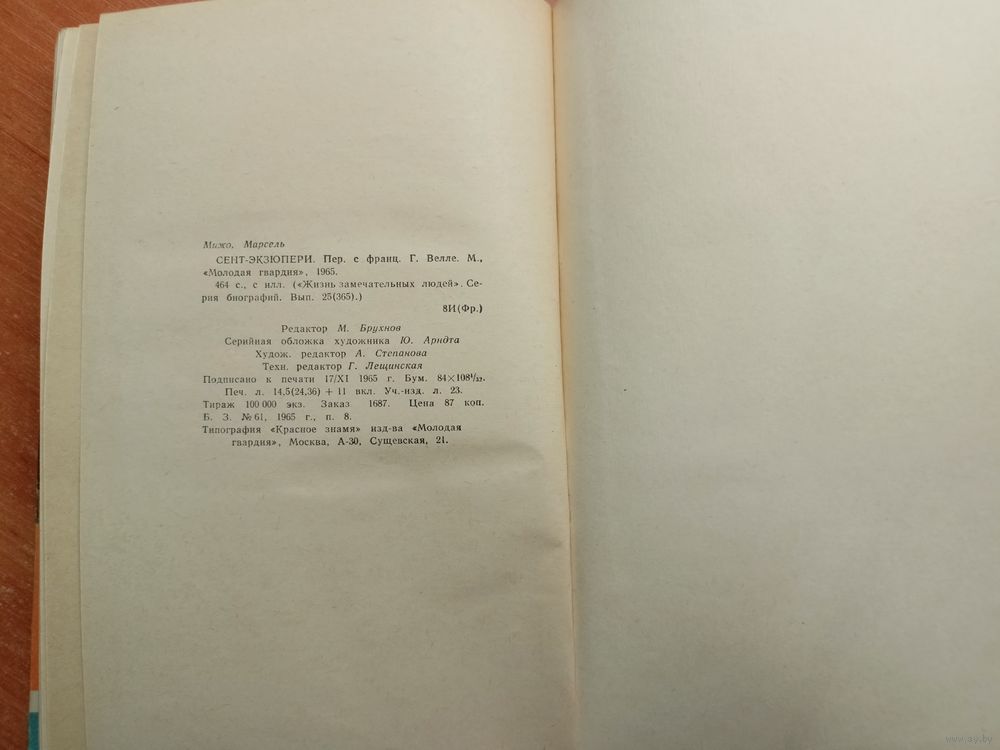 Мижо, Марсель
СЕНТ-ЭКЗЮПЕРИ. Пер. с франц. Г. Велле. М.,
«Молодая гвардия», 1965.
464 с., с илл. («Жизнь замечательных людей». Се-
рия биографий. Вып. 25(365).)
8И(Фр.)
Редактор М. Брухнов
Серийная обложка художника Ю. Арндта
Худож. редактор А. Степанова
Техн. редактор Г. Лещинская
Подписано к печати 17/XI 1965 г. Бум. 84×108¹/₃₂.
Печ. л. 14,5(24,36) + 11 вкл. Уч.-изд. л. 23.
Тираж 100 000 экз. Заказ 1687. Цена 87 коп.
Б. З. № 61, 1965 г., п. 8.
Типография «Красное знамя» изд-ва «Молодая
гвардия», Москва, А-30, Сущевская, 21.
www.ay.by